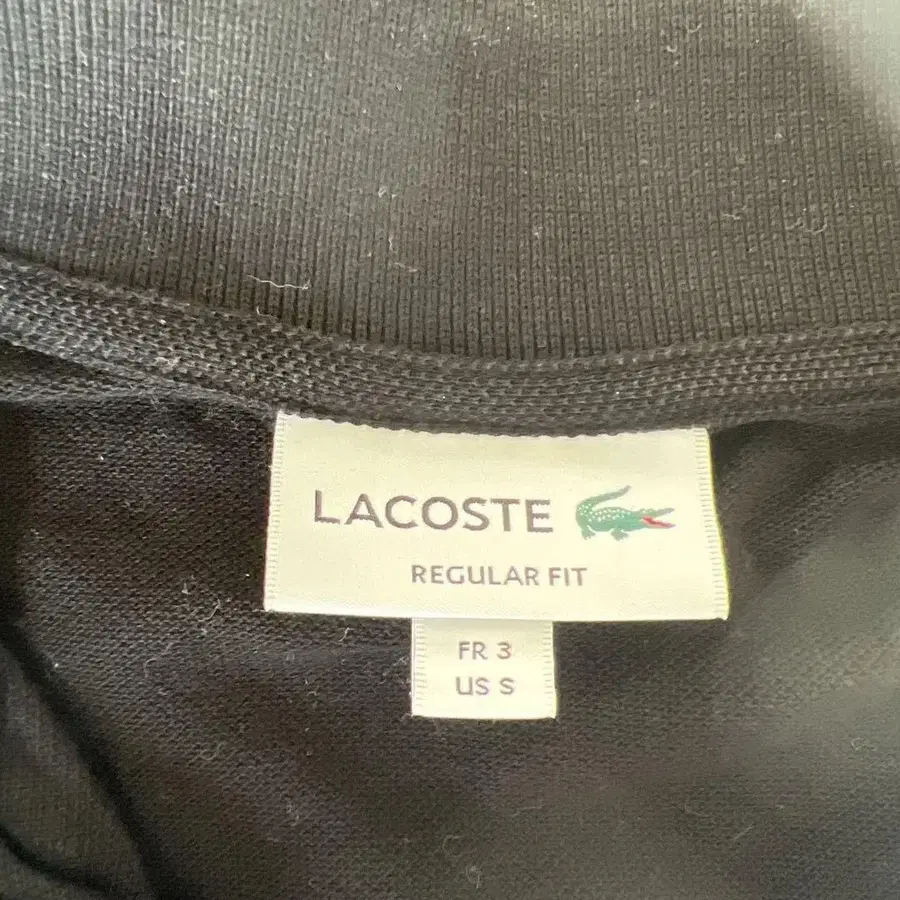 LACOSTE
REGULAR FIT
FR 3
US S